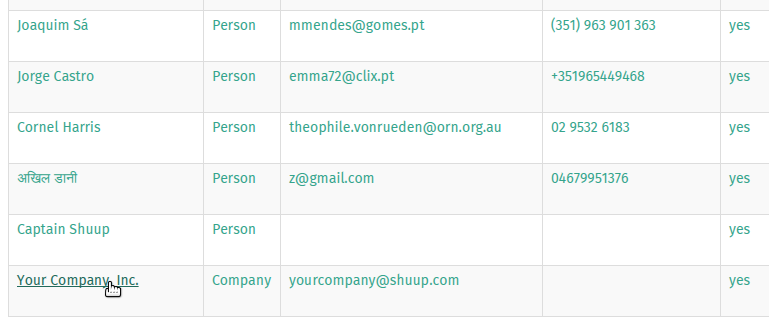 Joaquim Sá Person mmendes@gomes.pt (351) 963 901 363 yes
Jorge Castro Person emma72@clix.pt +351965449468 yes
Cornel Harris Person theophile.vonrueden@orn.org.au 02 9532 6183 yes
अखिल डानी Person z@gmail.com 04679951376 yes
Captain Shuup Person yes
Your Company, Inc. Company yourcompany@shuup.com yes